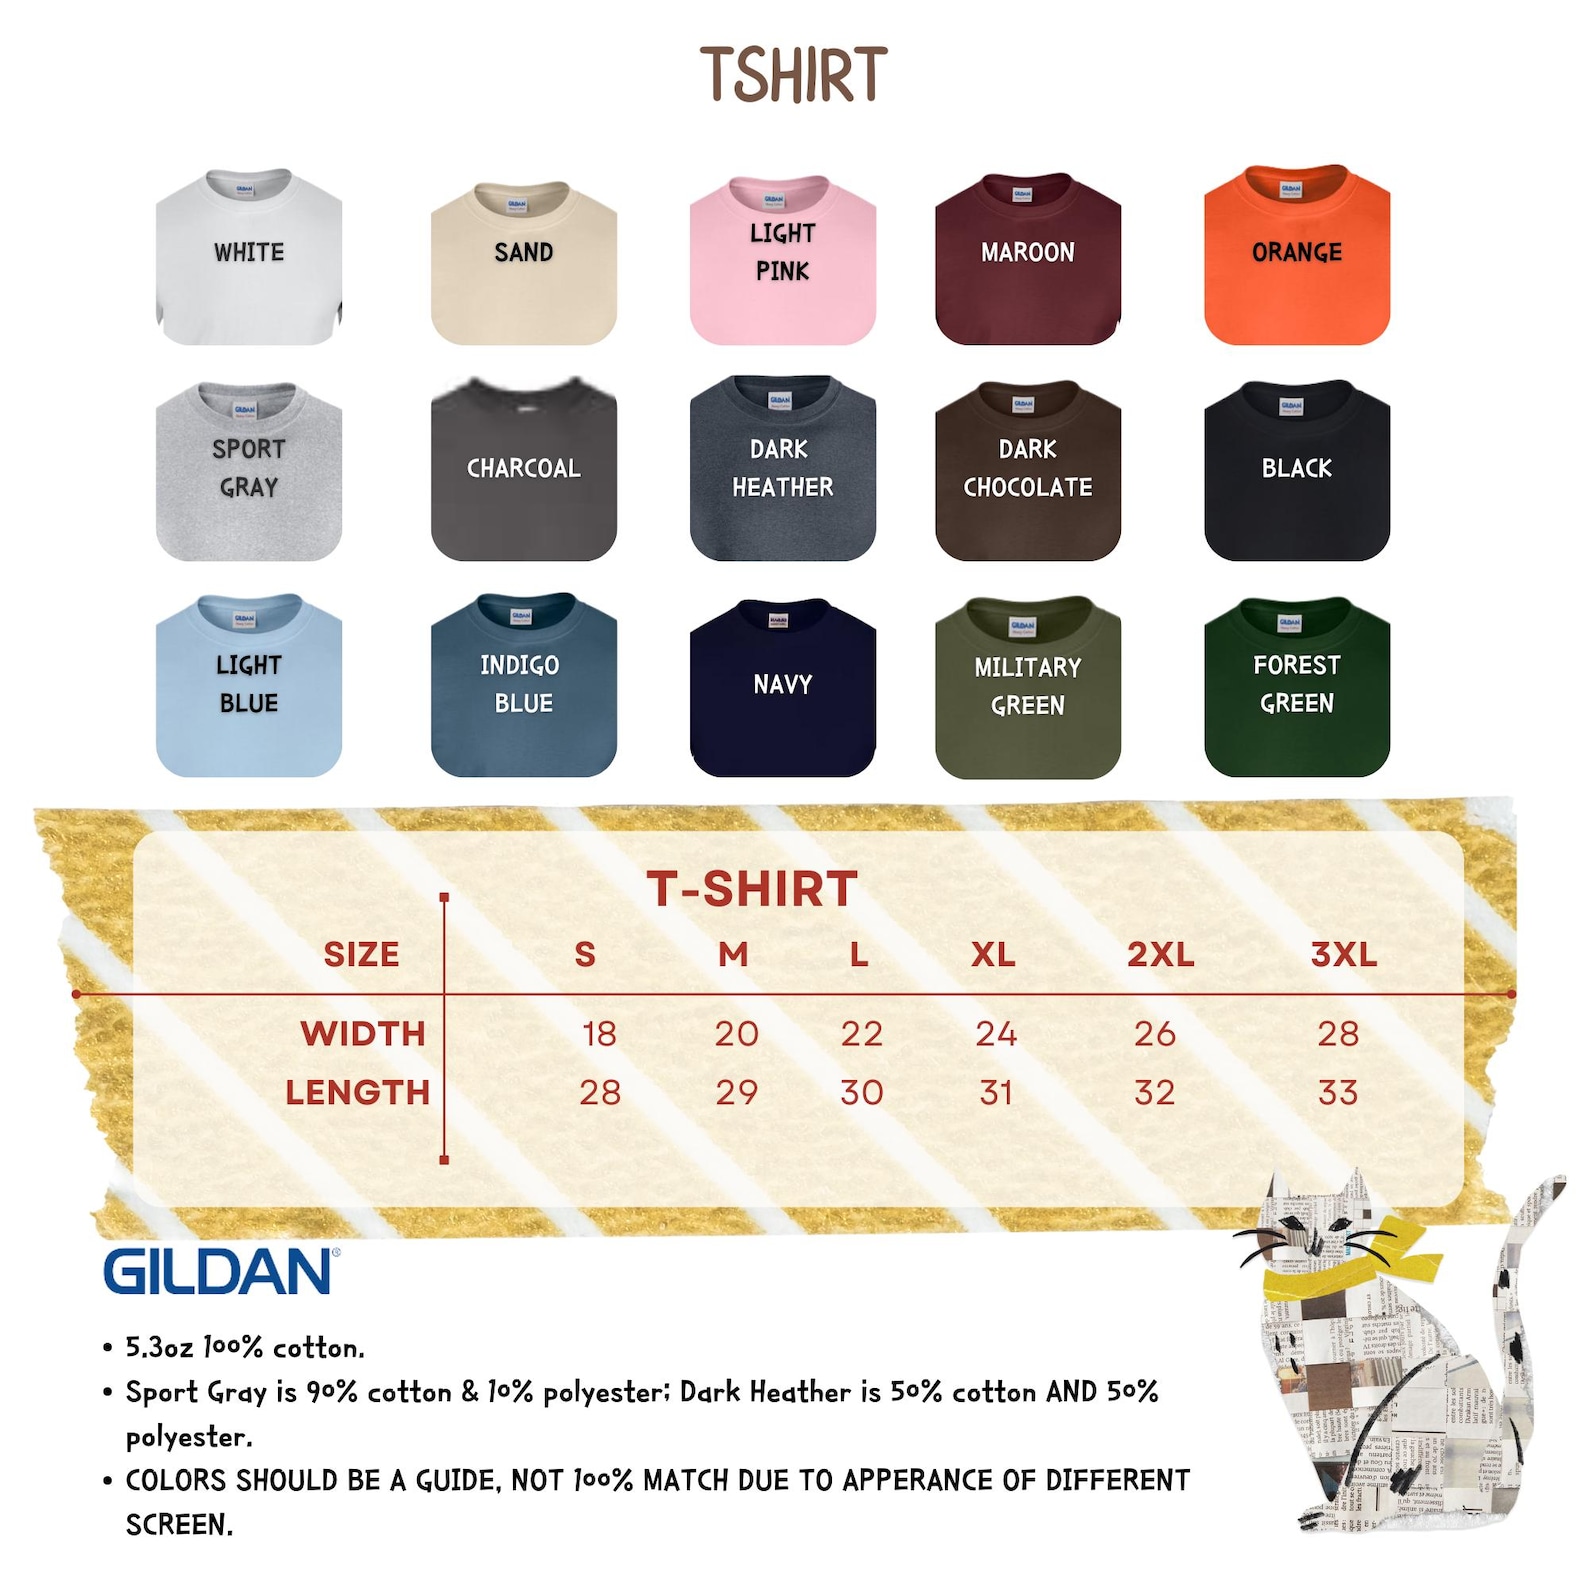 TSHIRT
WHITE
SAND
LIGHT
PINK
MAROON
ORANGE
SPORT
GRAY
CHARCOAL
DARK
HEATHER
DARK
CHOCOLATE
BLACK
LIGHT
BLUE
INDIGO
BLUE
NAVY
MILITARY
GREEN
FOREST
GREEN
T-SHIRT
SIZE S M L XL 2XL 3XL
WIDTH 18 20 22 24 26 28
LENGTH 28 29 30 31 32 33
GILDAN®
• 5.3oz 100% cotton.
• Sport Gray is 90% cotton & 10% polyester; Dark Heather is 50% cotton AND 50%
polyester.
• COLORS SHOULD BE A GUIDE, NOT 100% MATCH DUE TO APPERANCE OF DIFFERENT
SCREEN.